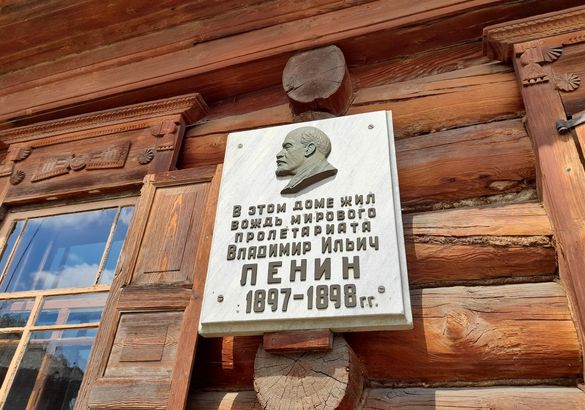 В ЭТОМ ДОМЕ ЖИЛ
ВОЖДЬ МИРОВОГО
ПРОЛЕТАРИАТА
ВЛАДИМИР ИЛЬИЧ
ЛЕНИН
1897-1898 гг.